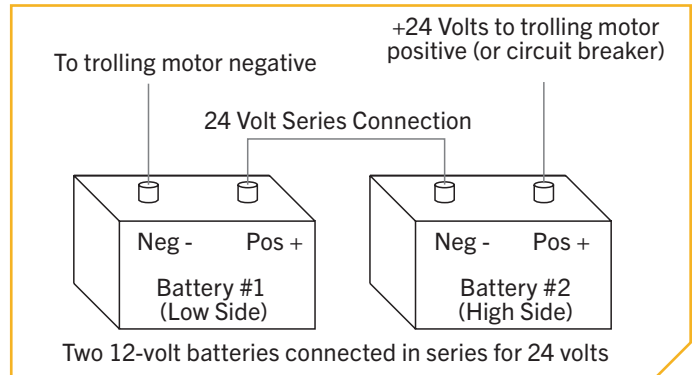 +24 Volts to trolling motor
positive (or circuit breaker)
To trolling motor negative
24 Volt Series Connection
Neg - Pos +
Battery #1
(Low Side)
Neg - Pos +
Battery #2
(High Side)
Two 12-volt batteries connected in series for 24 volts